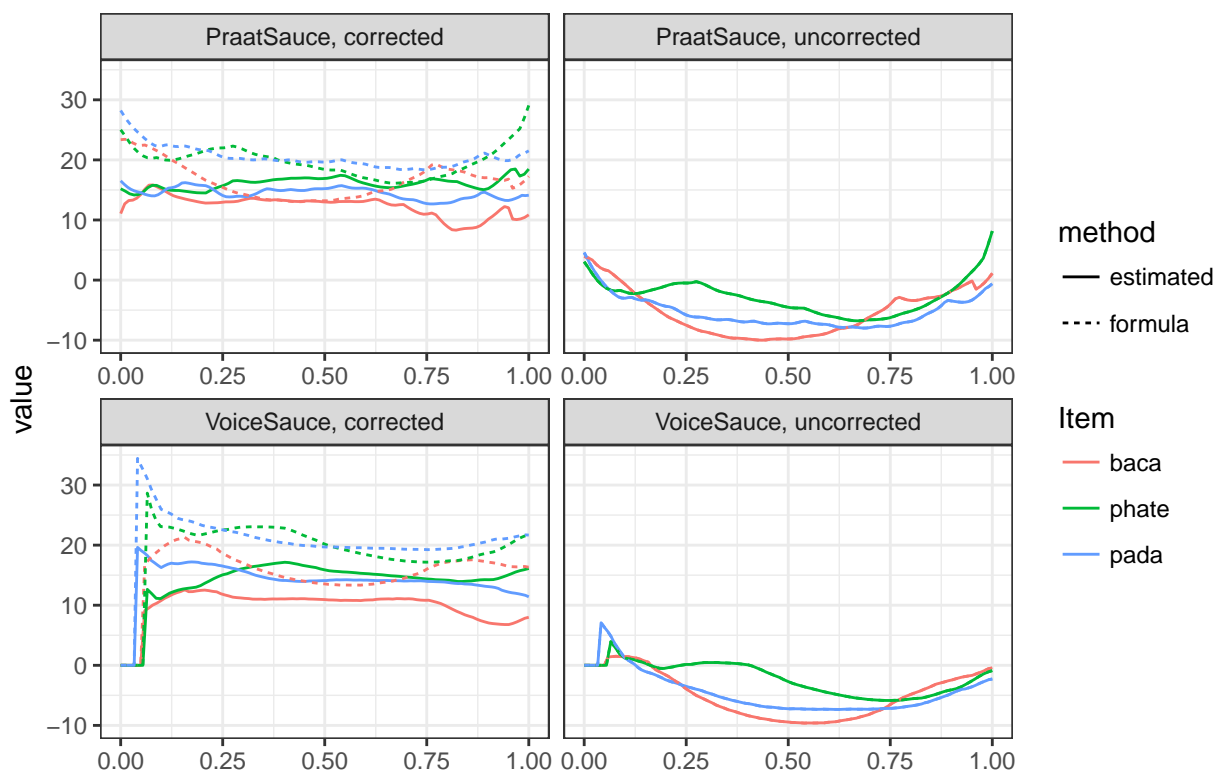 PraatSauce, corrected
PraatSauce, uncorrected
30
20
10
0
−10
0.00 0.25 0.50 0.75 1.00
0.00 0.25 0.50 0.75 1.00
value
VoiceSauce, corrected
VoiceSauce, uncorrected
30
20
10
0
−10
0.00 0.25 0.50 0.75 1.00
0.00 0.25 0.50 0.75 1.00
method
estimated
formula
Item
baca
phate
pada